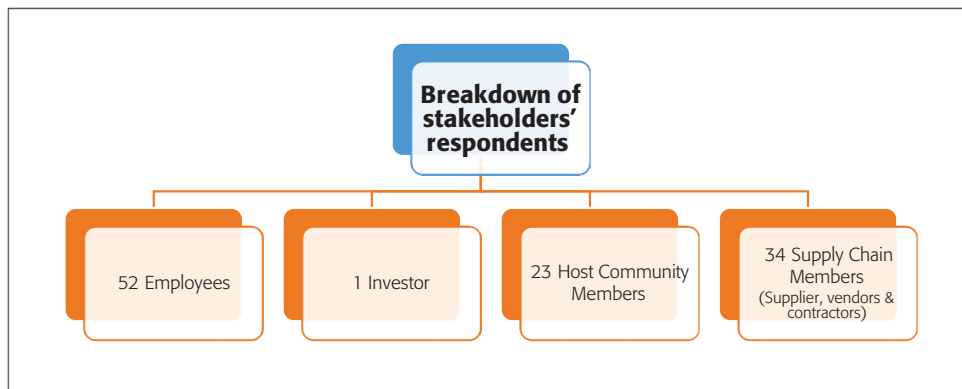 Breakdown of
stakeholders’
respondents
52 Employees
1 Investor
23 Host Community
Members
34 Supply Chain
Members
(Supplier, vendors &
contractors)